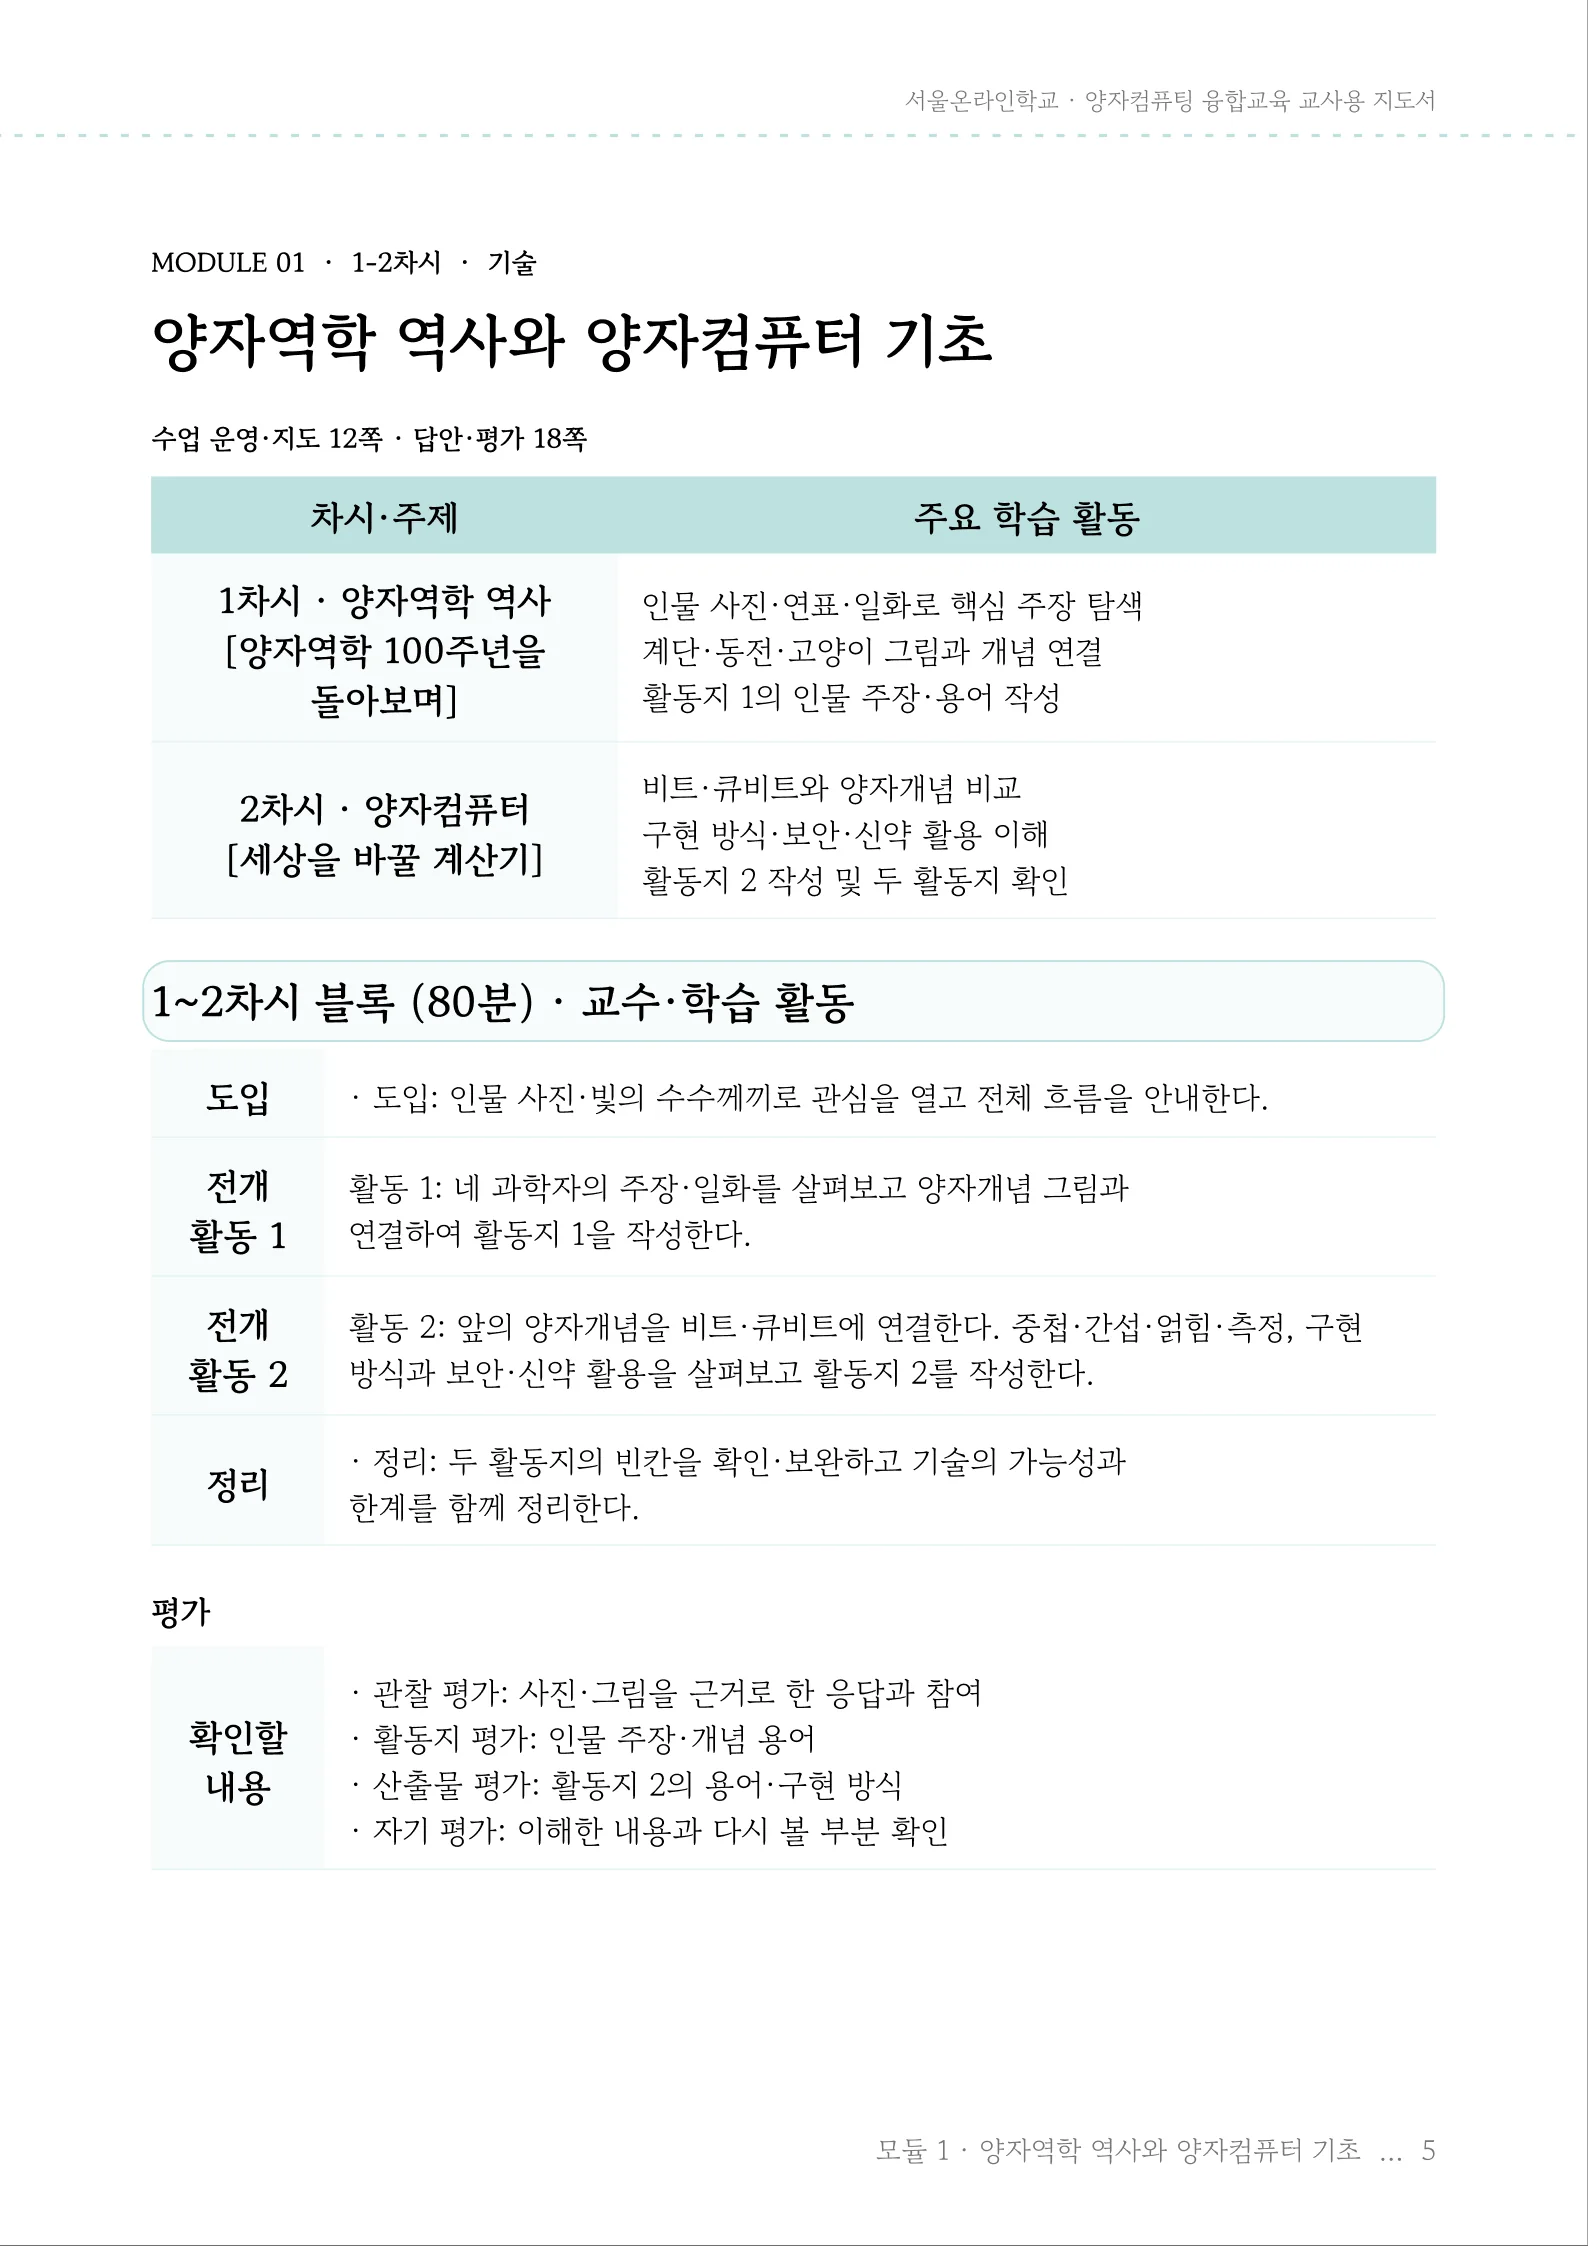 서울온라인학교 · 양자컴퓨팅 융합교육 교사용 지도서
MODULE 01 · 1-2차시 · 기술
양자역학 역사와 양자컴퓨터 기초
수업 운영·지도 12쪽 · 답안·평가 18쪽
차시·주제
주요 학습 활동
1차시 · 양자역학 역사
[양자역학 100주년을
돌아보며]
인물 사진·연표·일화로 핵심 주장 탐색
계단·동전·고양이 그림과 개념 연결
활동지 1의 인물 주장·용어 작성
2차시 · 양자컴퓨터
[세상을 바꿀 계산기]
비트·큐비트와 양자개념 비교
구현 방식·보안·신약 활용 이해
활동지 2 작성 및 두 활동지 확인
1~2차시 블록 (80분) · 교수·학습 활동
도입
· 도입: 인물 사진·빛의 수수께끼로 관심을 열고 전체 흐름을 안내한다.
전개
활동 1
활동 1: 네 과학자의 주장·일화를 살펴보고 양자개념 그림과
연결하여 활동지 1을 작성한다.
전개
활동 2
활동 2: 앞의 양자개념을 비트·큐비트에 연결한다. 중첩·간섭·얽힘·측정, 구현
방식과 보안·신약 활용을 살펴보고 활동지 2를 작성한다.
정리
· 정리: 두 활동지의 빈칸을 확인·보완하고 기술의 가능성과
한계를 함께 정리한다.
평가
확인할
내용
· 관찰 평가: 사진·그림을 근거로 한 응답과 참여
· 활동지 평가: 인물 주장·개념 용어
· 산출물 평가: 활동지 2의 용어·구현 방식
· 자기 평가: 이해한 내용과 다시 볼 부분 확인
모듈 1 · 양자역학 역사와 양자컴퓨터 기초 ... 5